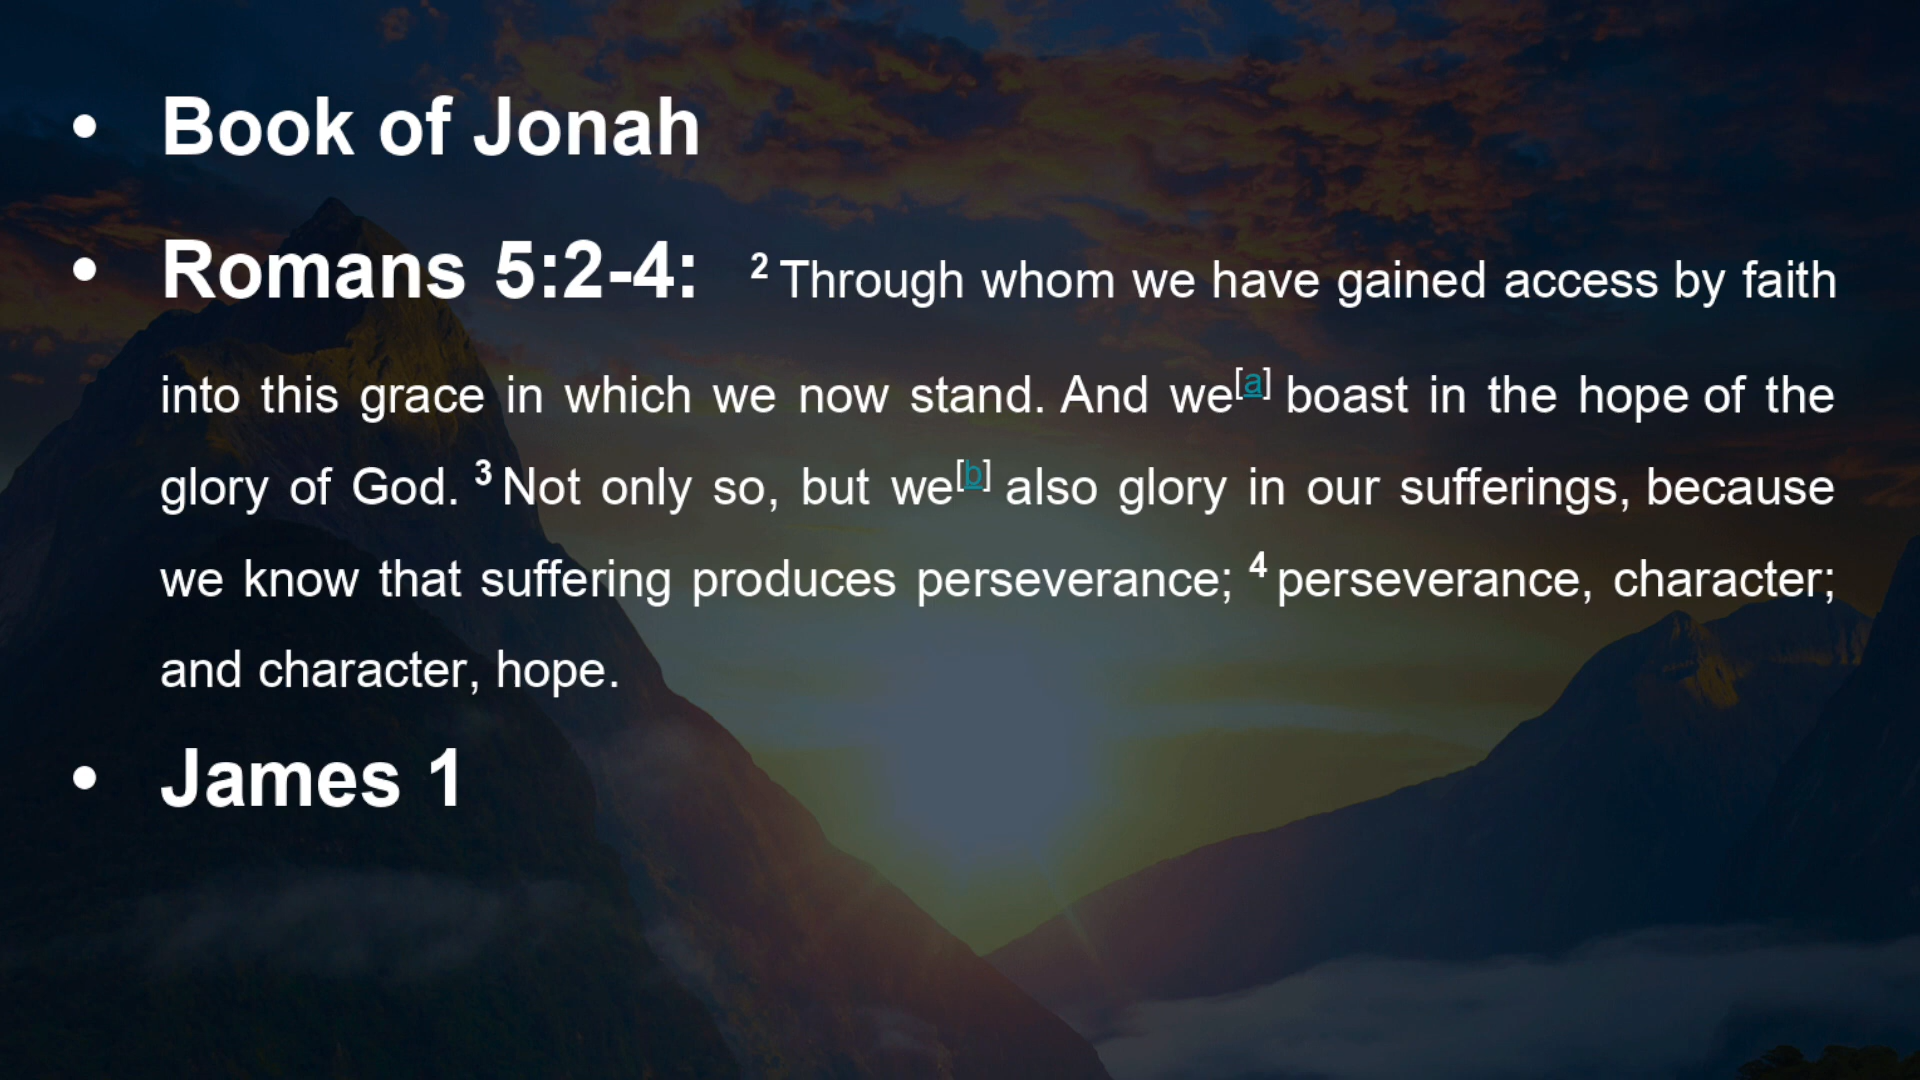 • Book of Jonah
• Romans 5:2-4: 2 Through whom we have gained access by faith
into this grace in which we now stand. And we[a] boast in the hope of the
glory of God. 3 Not only so, but we[b] also glory in our sufferings, because
we know that suffering produces perseverance; 4 perseverance, character;
and character, hope.
• James 1